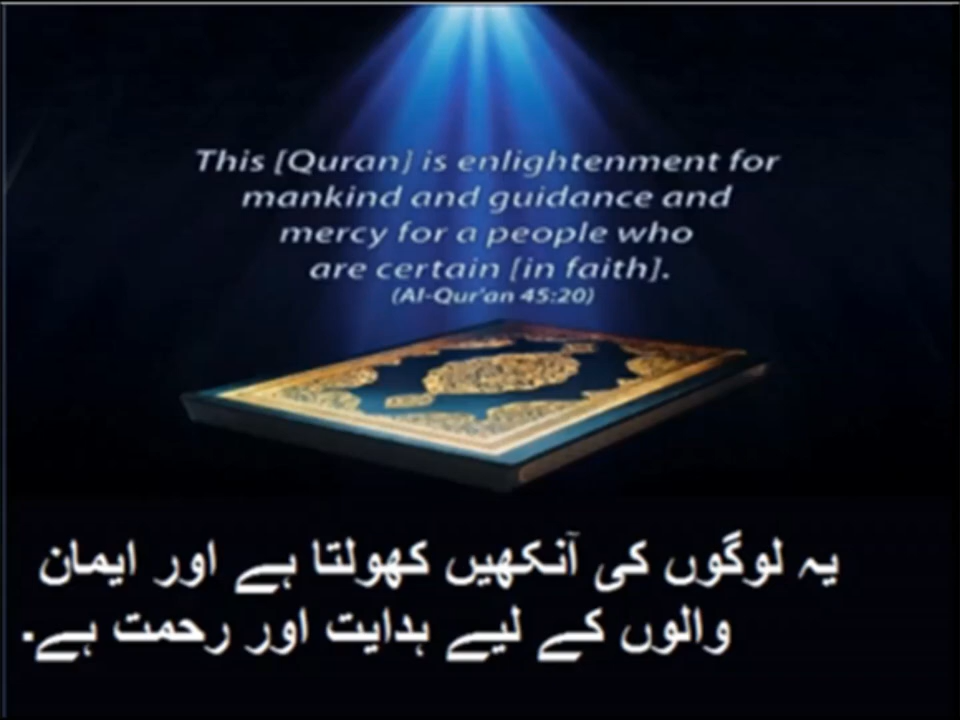 This [Quran] is enlightenment for
mankind and guidance and
mercy for a people who
are certain [in faith].
(Al-Qur'an 45:20)
یہ لوگوں کی آنکھیں کھولتا ہے اور ایمان
والوں کے لیے ہدایت اور رحمت ہے۔